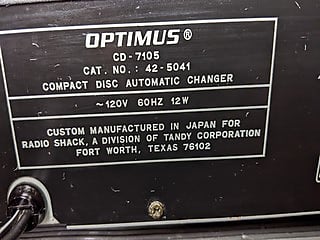 OPTIMUS®
CD-7105
CAT. NO.: 42-5041
COMPACT DISC AUTOMATIC CHANGER
~120V 60HZ 12W
CUSTOM MANUFACTURED IN JAPAN FOR
RADIO SHACK, A DIVISION OF TANDY CORPORATION
FORT WORTH, TEXAS 76102